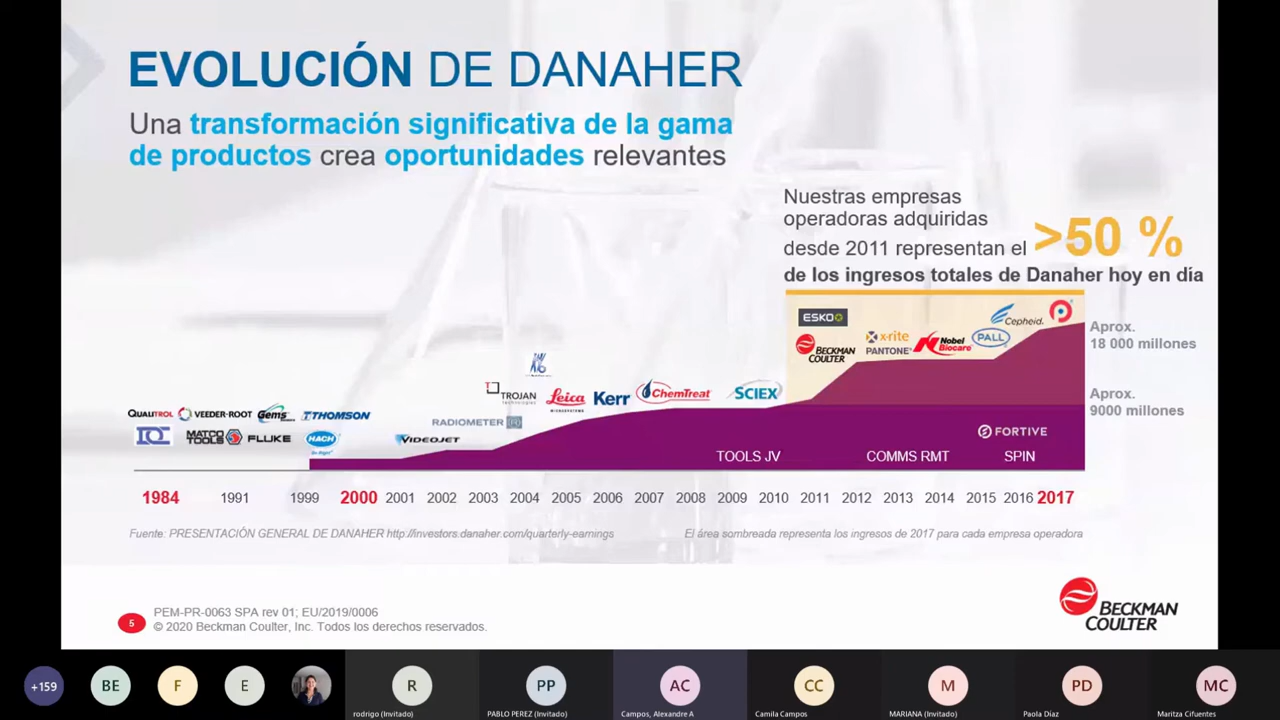 EVOLUCIÓN DE DANAHER
Una transformación significativa de la gama
de productos crea oportunidades relevantes
Nuestras empresas
operadoras adquiridas
desde 2011 representan el >50 %
de los ingresos totales de Danaher hoy en día
ESKO
BECKMAN
COULTER
x-rite
PANTONE
Nobel
Biocare
PALL
Cepheid.
Aprox.
18 000 millones
Aprox.
9000 millones
TROJAN
Leica
MICROSYSTEMS
Kerr
ChemTreat
SCIEX
QUALITROL
VEEDER-ROOT
Gems
THOMSON
RADIOMETER
MATCO
TOOLS
FLUKE
HACH
VIDEOJET
FORTIVE
TOOLS JV
COMMS RMT
SPIN
1984 1991 1999 2000 2001 2002 2003 2004 2005 2006 2007 2008 2009 2010 2011 2012 2013 2014 2015 2016 2017
Fuente: PRESENTACIÓN GENERAL DE DANAHER http://investors.danaher.com/quarterly-earnings
El área sombreada representa los ingresos de 2017 para cada empresa operadora
5
PEM-PR-0063 SPA rev 01; EU/2019/0006
© 2020 Beckman Coulter, Inc. Todos los derechos reservados.
BECKMAN
COULTER
+159
BE
F
E
R
rodrigo (Invitado)
PP
PABLO PEREZ (Invitado)
AC
Campos, Alexandre A
CC
Camila Campos
M
MARIANA (Invitado)
PD
Paola Díaz
MC
Maritza Cifuentes